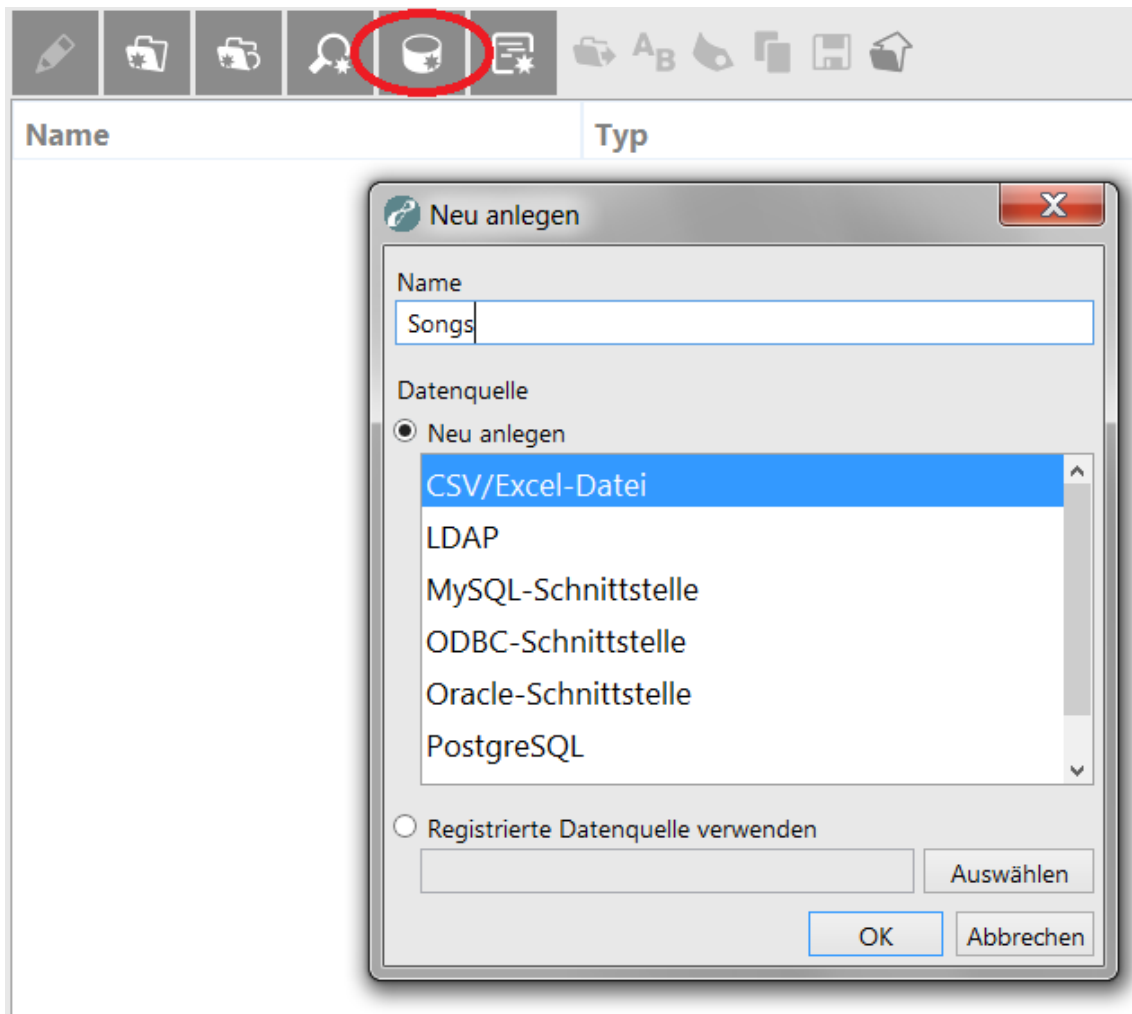 AB
Name Typ
Neu anlegen
Name
Songs
Datenquelle
Neu anlegen
CSV/Excel-Datei
LDAP
MySQL-Schnittstelle
ODBC-Schnittstelle
Oracle-Schnittstelle
PostgreSQL
Registrierte Datenquelle verwenden
Auswählen
OK Abbrechen